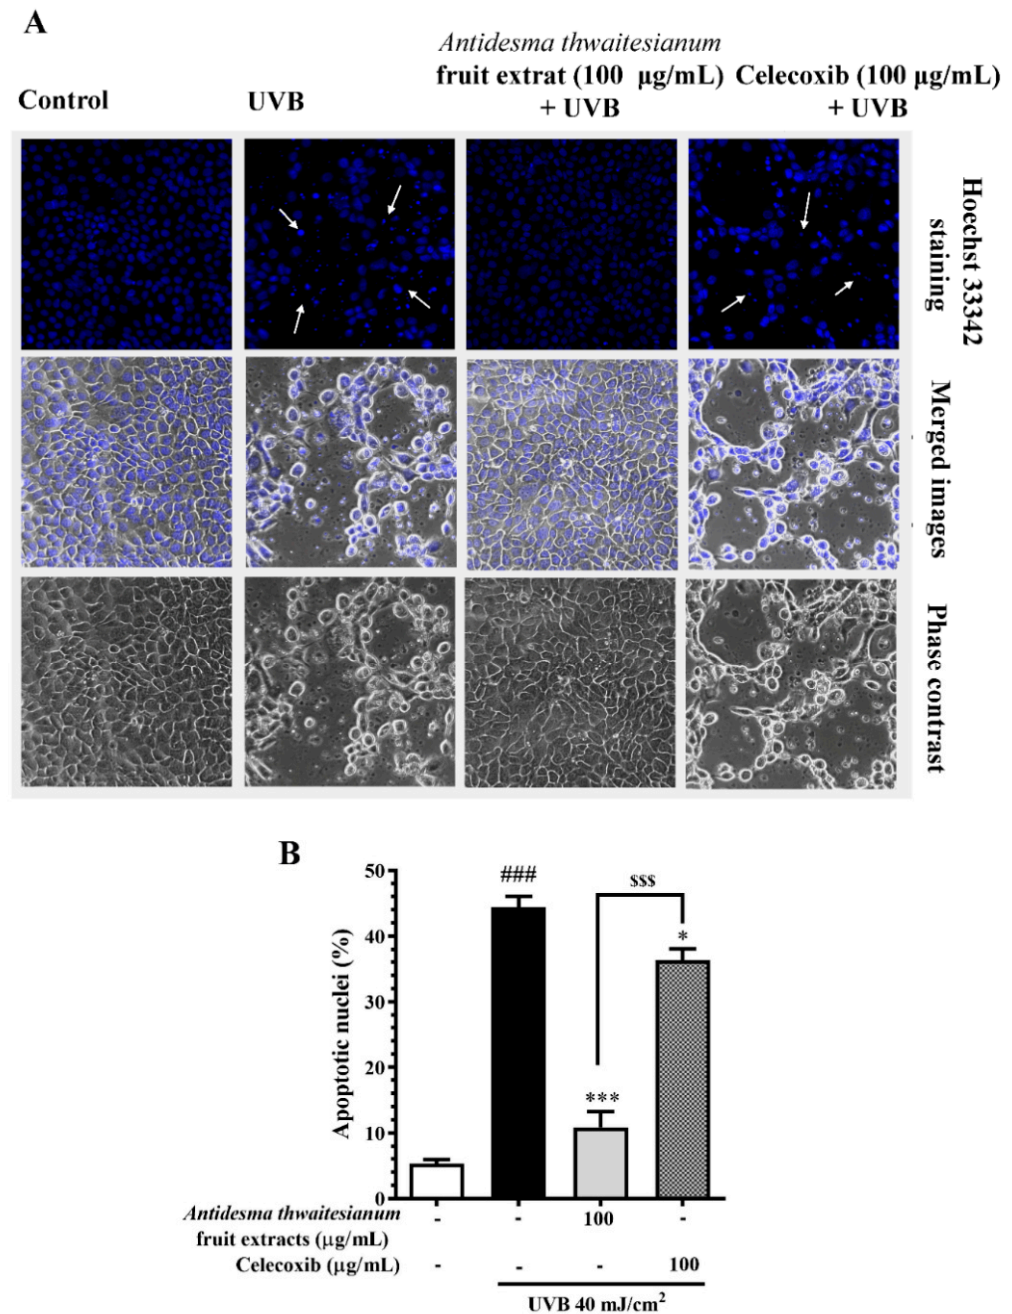 A
Antidesma thwaitesianum
fruit extrat (100 µg/mL) Celecoxib (100 µg/mL)
Control UVB + UVB + UVB
Hoechst 33342
staining
Merged images
Phase contrast
B
Apoptotic nuclei (%)
50
40
30
20
10
0
###
$$$
*
***
Antidesma thwaitesianum - - 100 -
fruit extracts (µg/mL)
Celecoxib (µg/mL) - - - 100
UVB 40 mJ/cm²